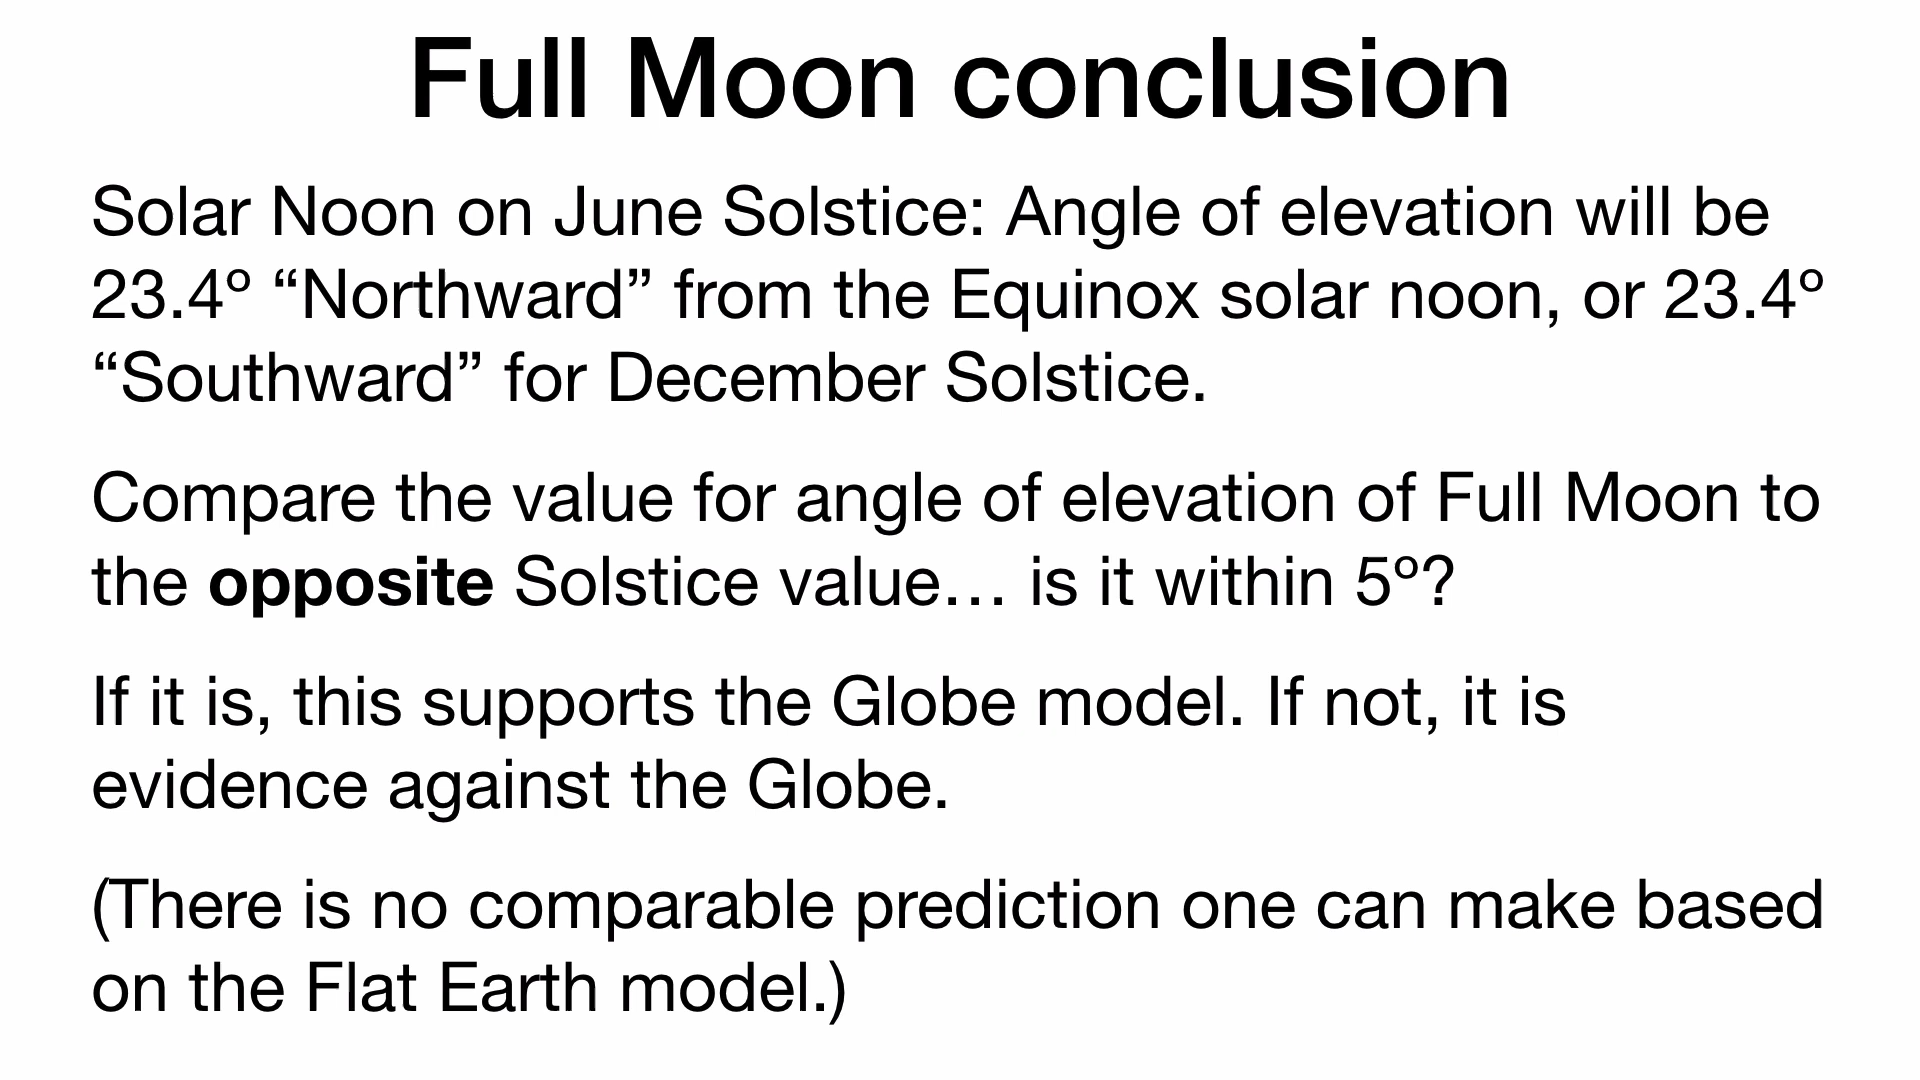 Full Moon conclusion
Solar Noon on June Solstice: Angle of elevation will be
23.4º “Northward” from the Equinox solar noon, or 23.4º
“Southward” for December Solstice.
Compare the value for angle of elevation of Full Moon to
the opposite Solstice value… is it within 5º?
If it is, this supports the Globe model. If not, it is
evidence against the Globe.
(There is no comparable prediction one can make based
on the Flat Earth model.)